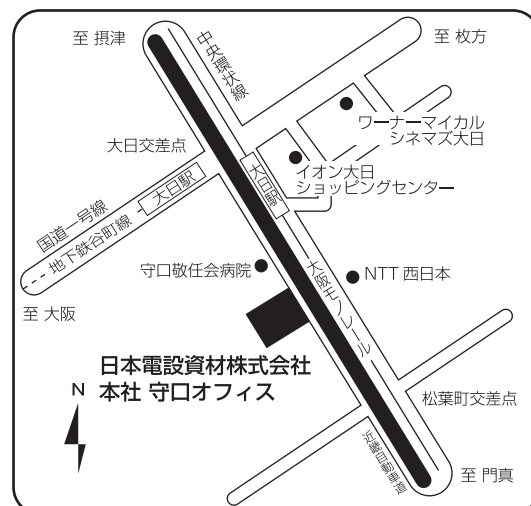 至 摂津
中央環状線
至 枚方
ワーナーマイカル
シネマズ大日
大日交差点
大日駅
イオン大日
ショッピングセンター
国道一号線
地下鉄谷町線
大日駅
至 大阪
守口敬任会病院
大阪モノレール
NTT 西日本
日本電設資材株式会社
本社 守口オフィス
N
松葉町交差点
近畿自動車道
至 門真